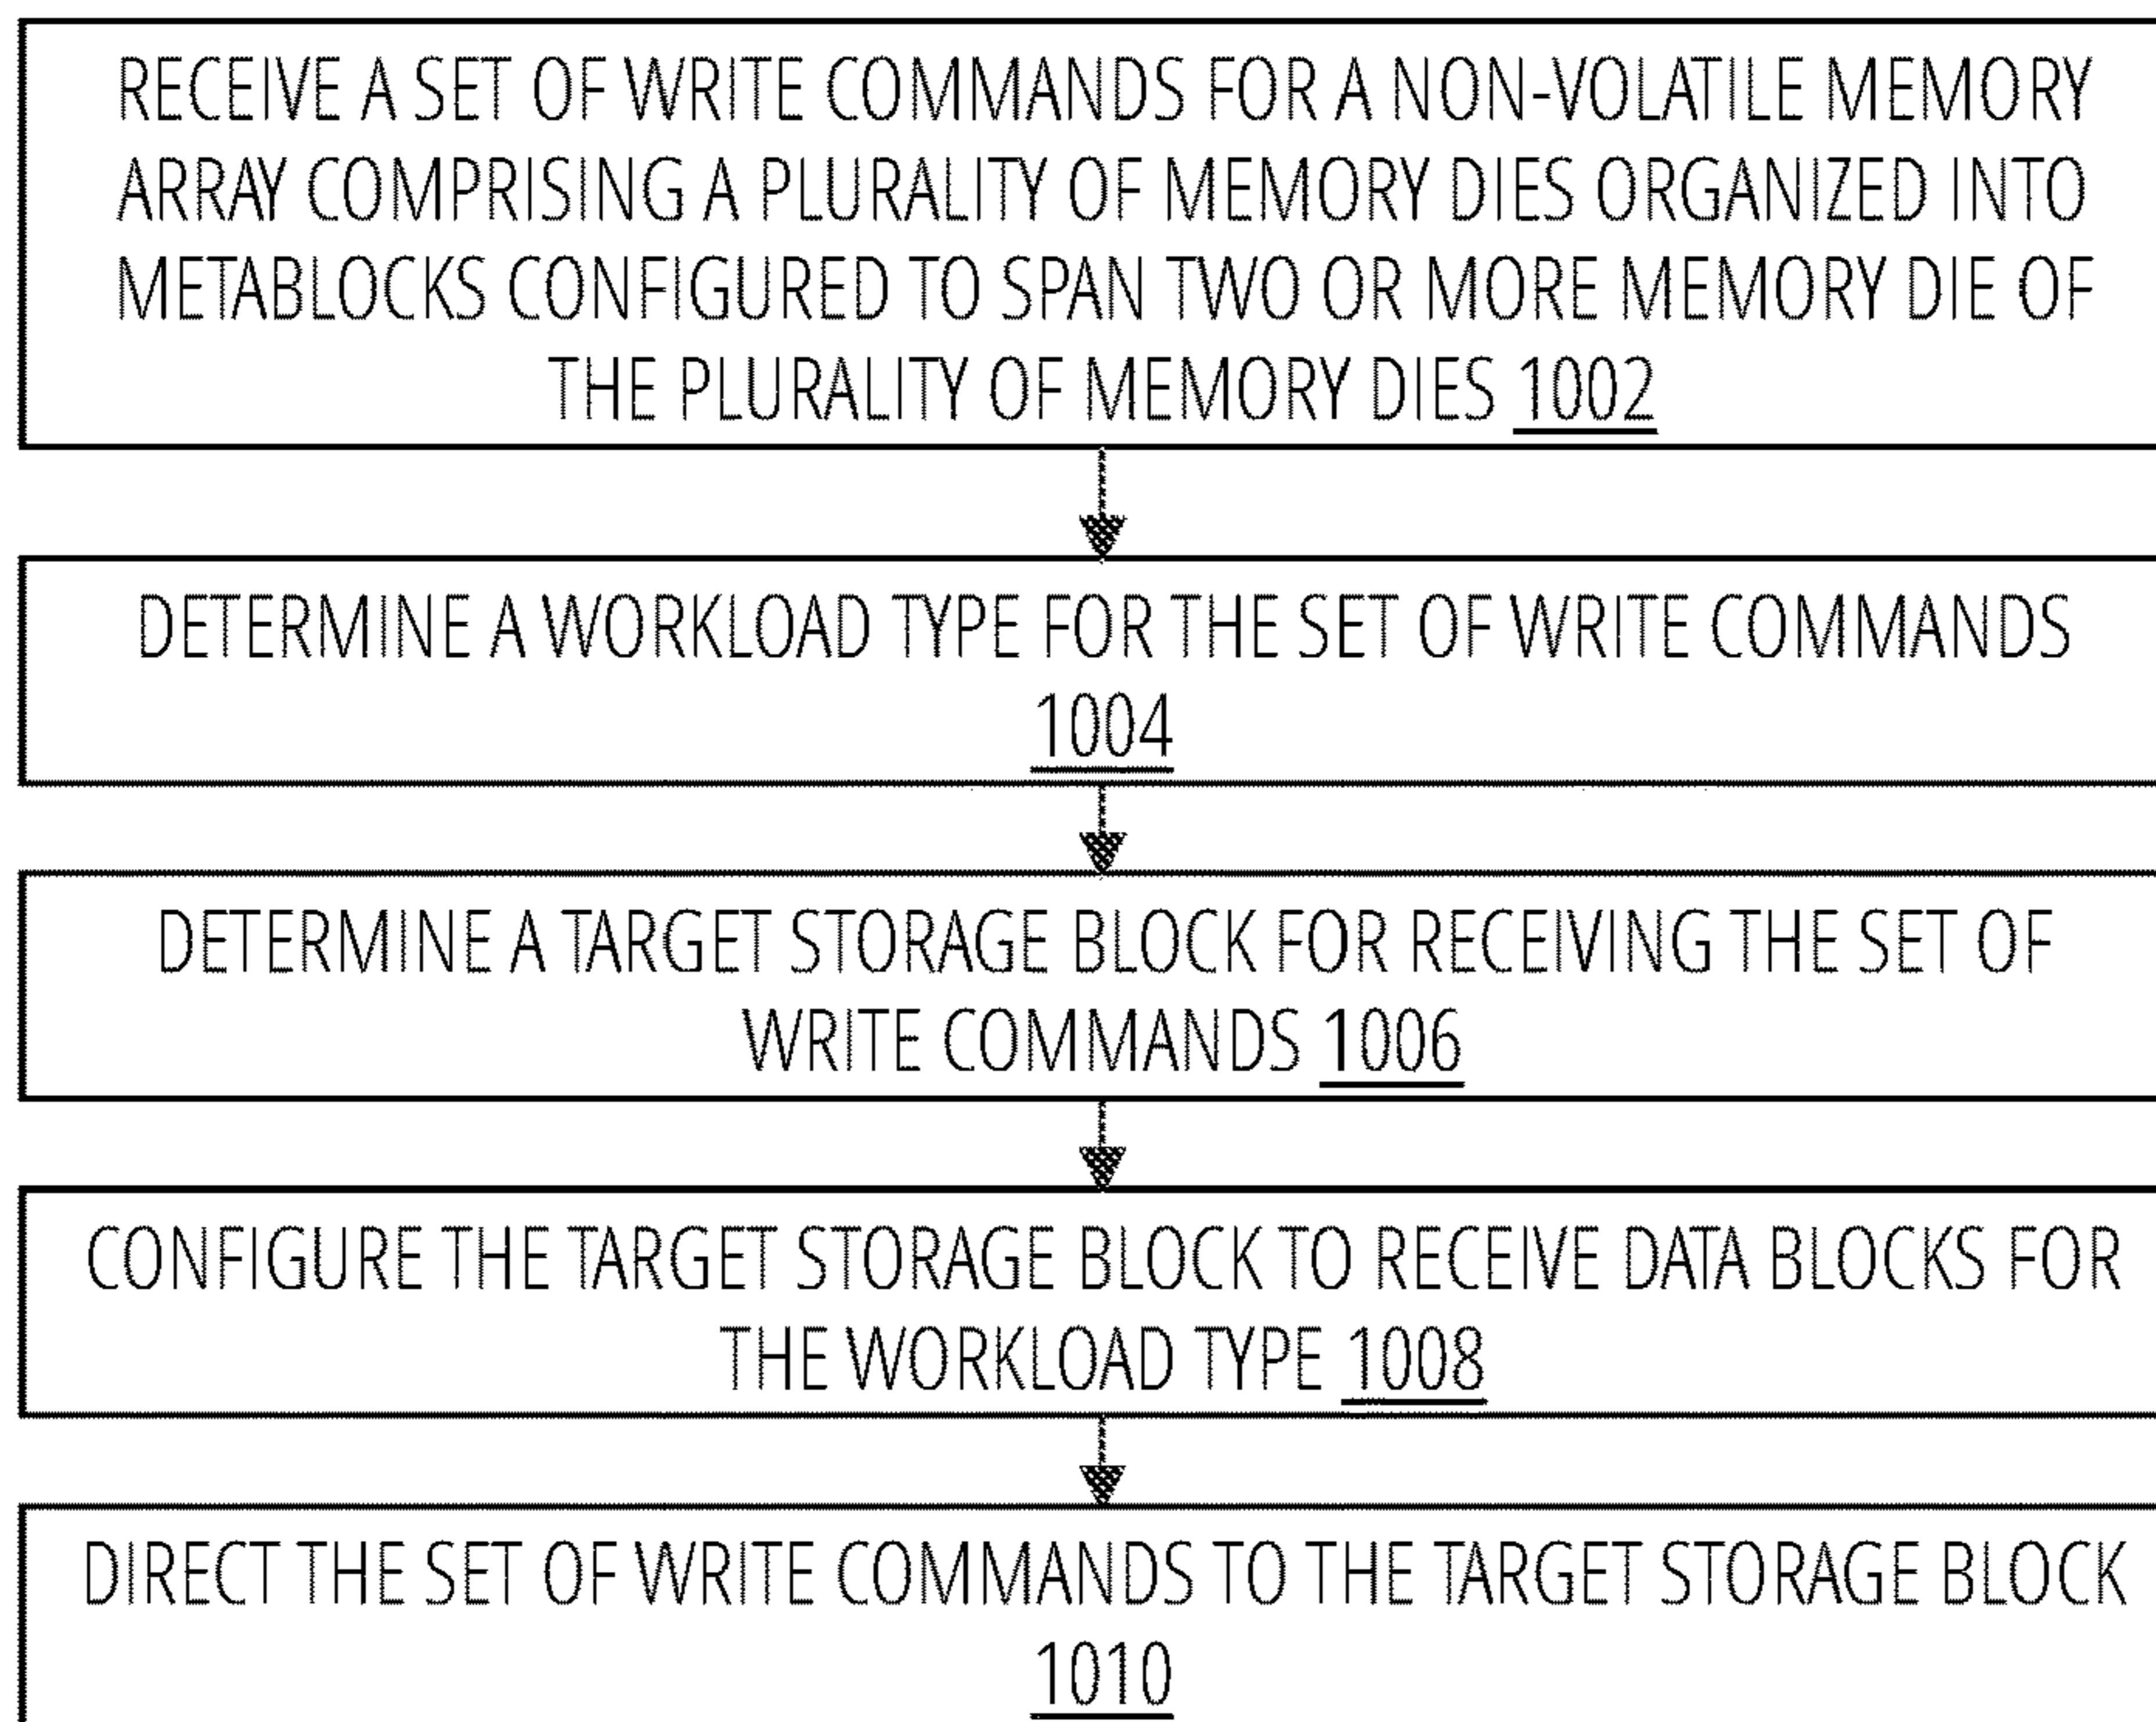 RECEIVE A SET OF WRITE COMMANDS FOR A NON-VOLATILE MEMORY
ARRAY COMPRISING A PLURALITY OF MEMORY DIES ORGANIZED INTO
METABLOCKS CONFIGURED TO SPAN TWO OR MORE MEMORY DIE OF
THE PLURALITY OF MEMORY DIES 1002
DETERMINE A WORKLOAD TYPE FOR THE SET OF WRITE COMMANDS
1004
DETERMINE A TARGET STORAGE BLOCK FOR RECEIVING THE SET OF
WRITE COMMANDS 1006
CONFIGURE THE TARGET STORAGE BLOCK TO RECEIVE DATA BLOCKS FOR
THE WORKLOAD TYPE 1008
DIRECT THE SET OF WRITE COMMANDS TO THE TARGET STORAGE BLOCK
1010